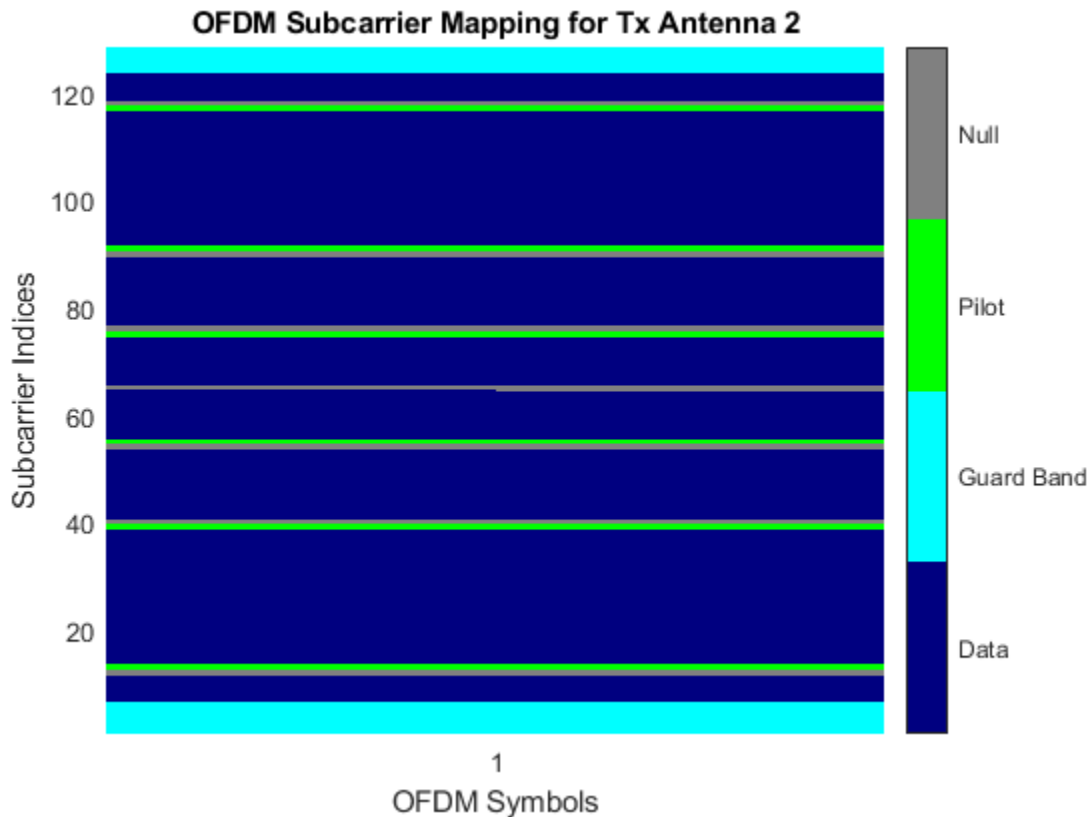 OFDM Subcarrier Mapping for Tx Antenna 2
120
100
80
60
40
20
Subcarrier Indices
1
OFDM Symbols
Null
Pilot
Guard Band
Data